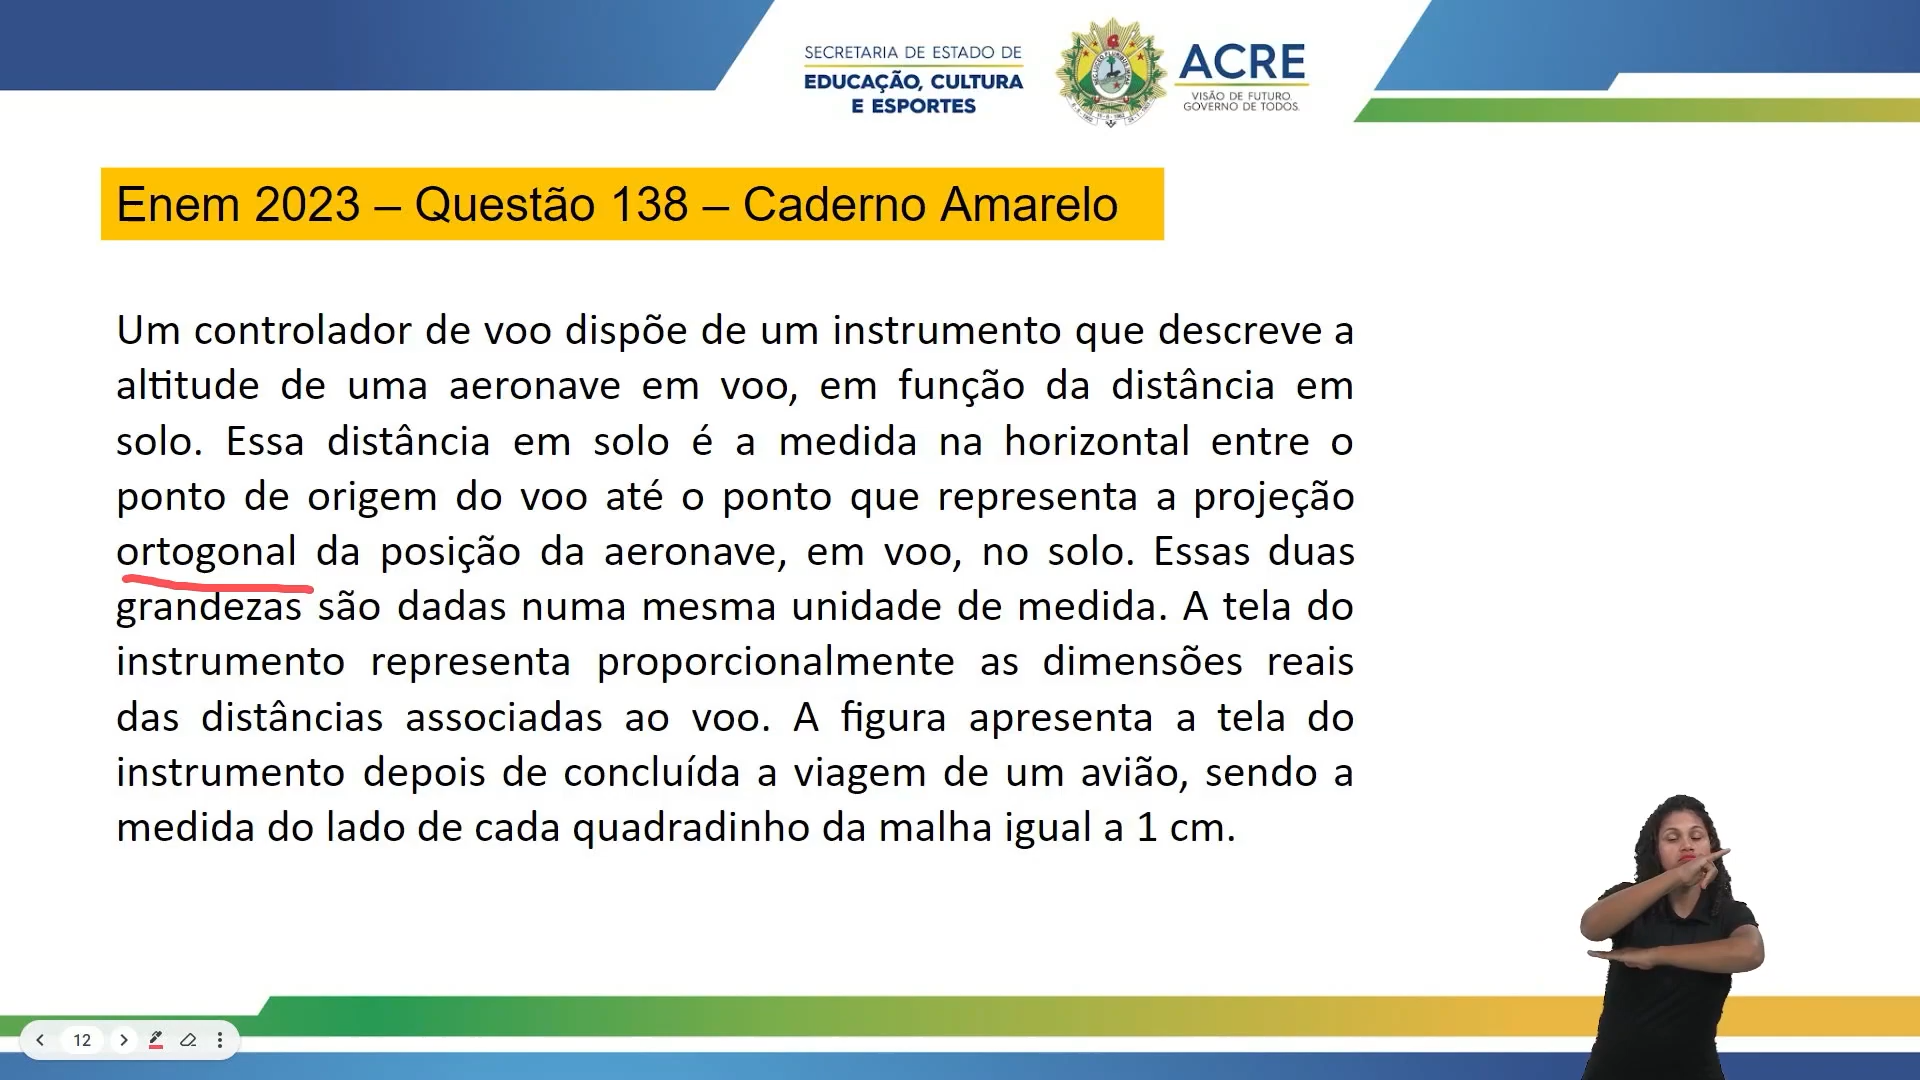 SECRETARIA DE ESTADO DE
EDUCAÇÃO, CULTURA
E ESPORTES
ACRE
VISÃO DE FUTURO.
GOVERNO DE TODOS.
Enem 2023 – Questão 138 – Caderno Amarelo
Um controlador de voo dispõe de um instrumento que descreve a
altitude de uma aeronave em voo, em função da distância em
solo. Essa distância em solo é a medida na horizontal entre o
ponto de origem do voo até o ponto que representa a projeção
ortogonal da posição da aeronave, em voo, no solo. Essas duas
grandezas são dadas numa mesma unidade de medida. A tela do
instrumento representa proporcionalmente as dimensões reais
das distâncias associadas ao voo. A figura apresenta a tela do
instrumento depois de concluída a viagem de um avião, sendo a
medida do lado de cada quadradinho da malha igual a 1 cm.
12